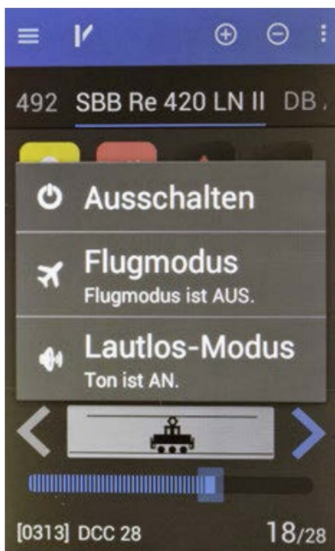 492 SBB Re 420 LN II DB
Ausschalten
Flugmodus
Flugmodus ist AUS.
Lautlos-Modus
Ton ist AN.
[0313] DCC 28 18/28